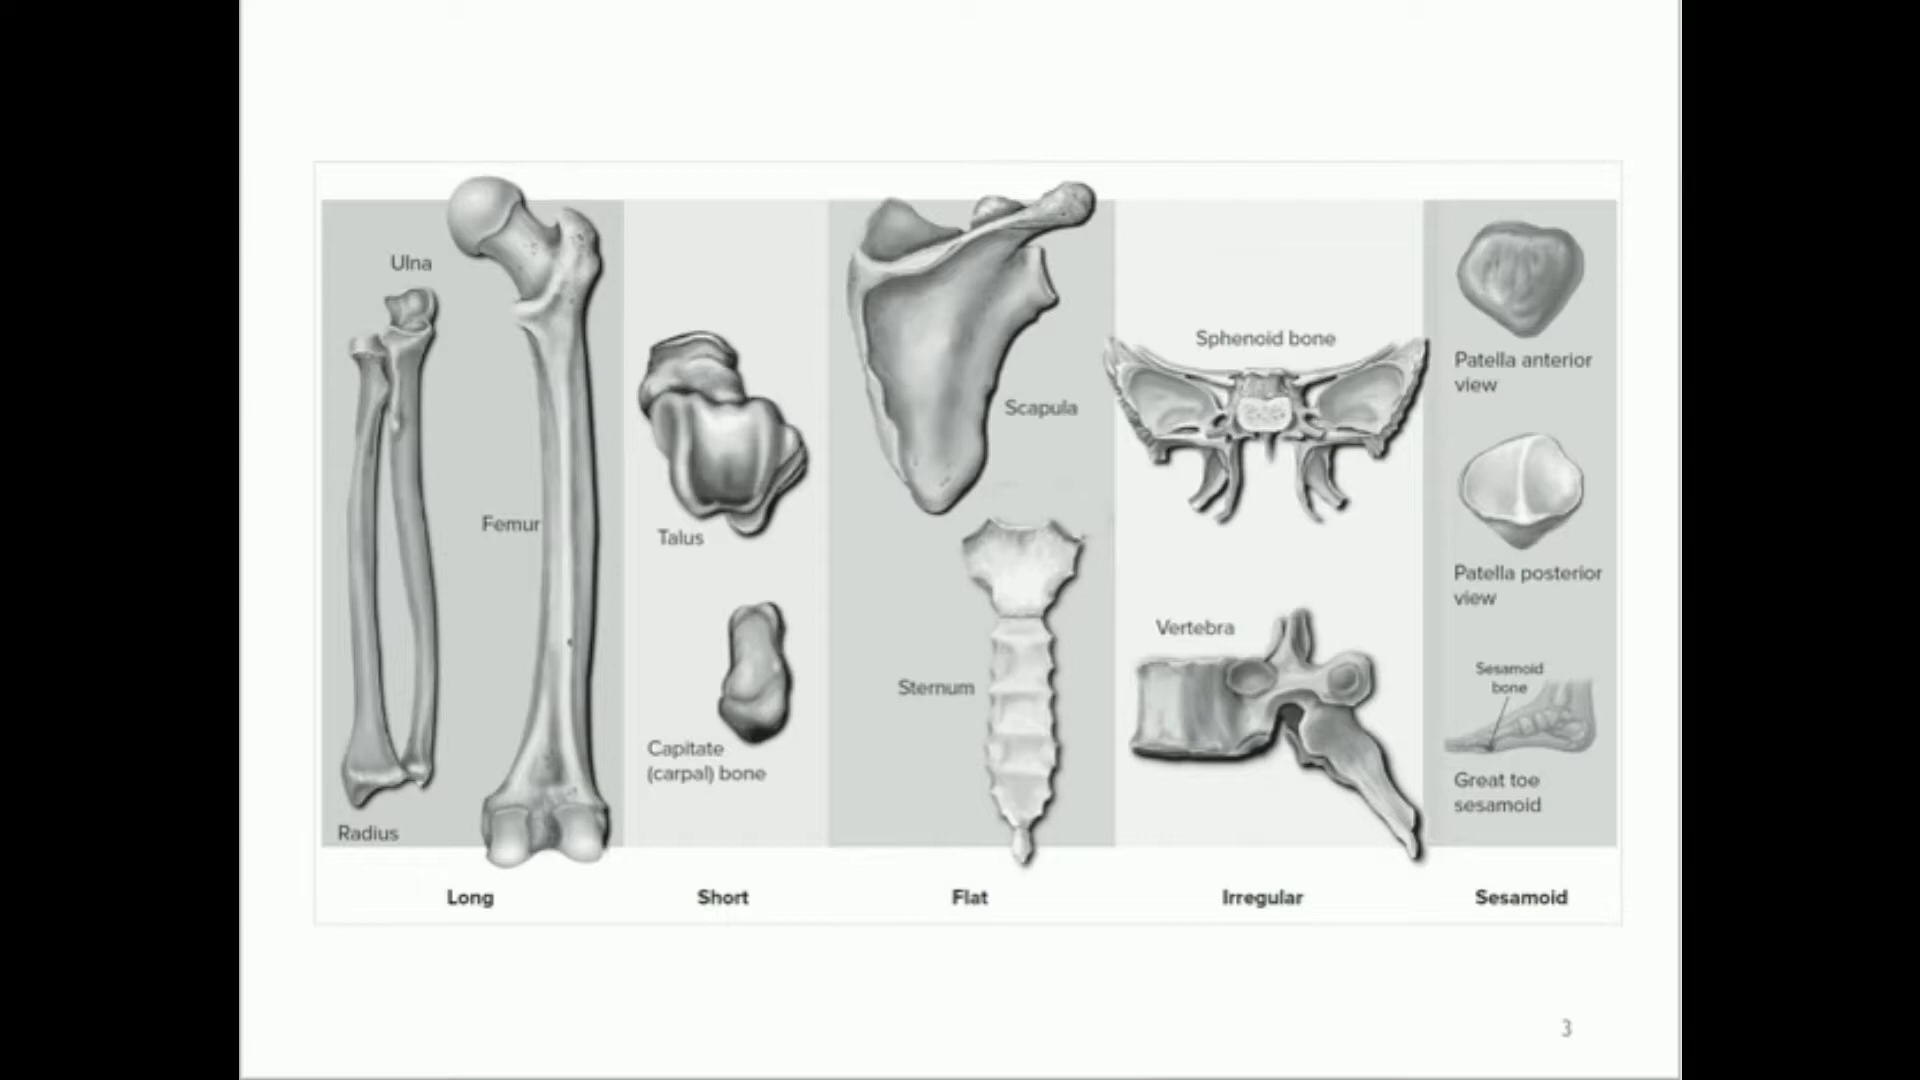 Ulna
Femur
Radius
Talus
Capitate
(carpal) bone
Scapula
Sternum
Sphenoid bone
Vertebra
Patella anterior
view
Patella posterior
view
Sesamoid
bone
Great toe
sesamoid
Long
Short
Flat
Irregular
Sesamoid
3